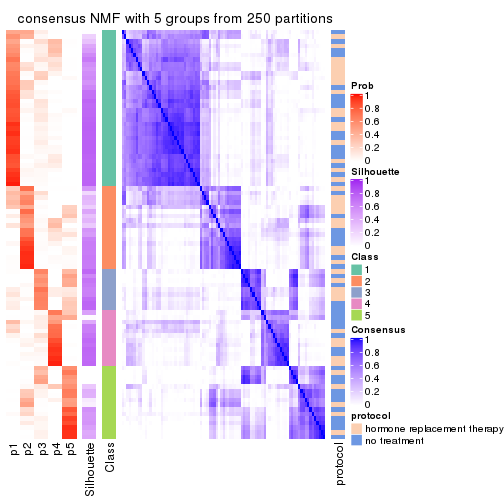 consensus NMF with 5 groups from 250 partitions
Prob
1
0.8
0.6
0.4
0.2
0
Silhouette
1
0.8
0.6
0.4
0.2
0
Class
1
2
3
4
5
Consensus
1
0.8
0.6
0.4
0.2
0
protocol
hormone replacement therapy
no treatment
p1
p2
p3
p4
p5
Silhouette
Class
protocol